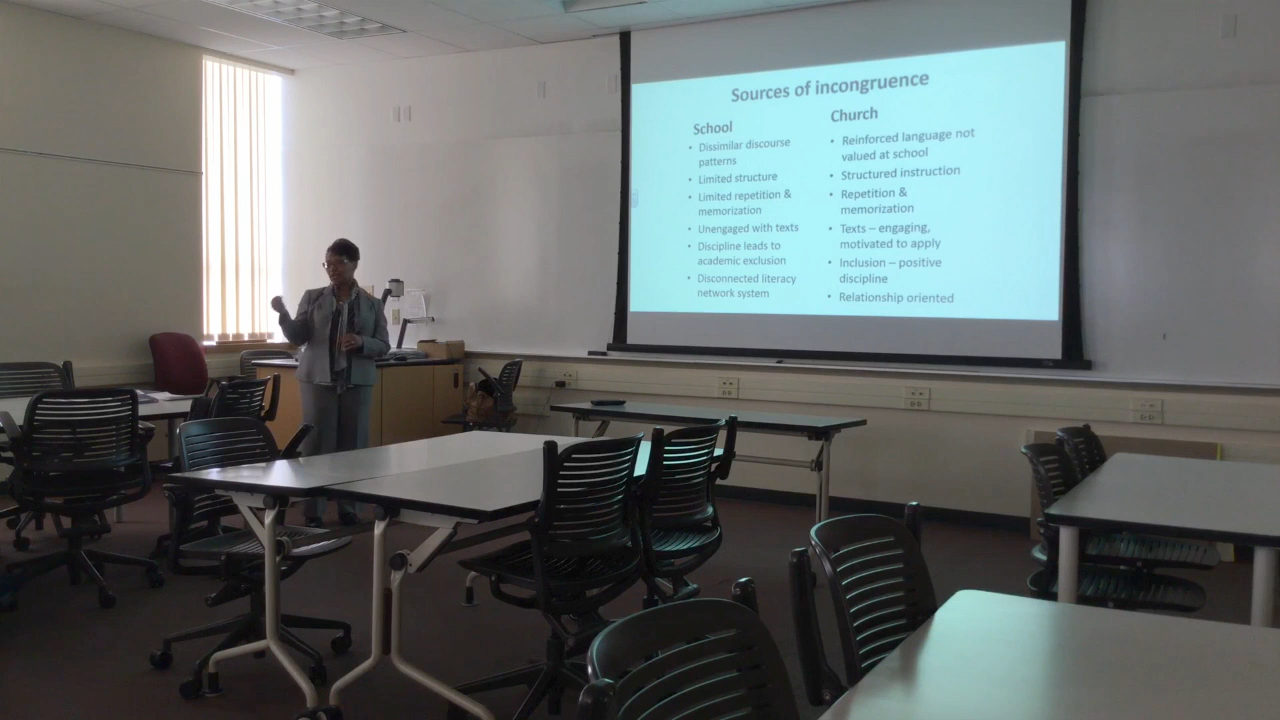 Sources of incongruence
School
• Dissimilar discourse
patterns
• Limited structure
• Limited repetition &
memorization
• Unengaged with texts
• Discipline leads to
academic exclusion
• Disconnected literacy
network system
Church
• Reinforced language not
valued at school
• Structured instruction
• Repetition &
memorization
• Texts – engaging,
motivated to apply
• Inclusion – positive
discipline
• Relationship oriented